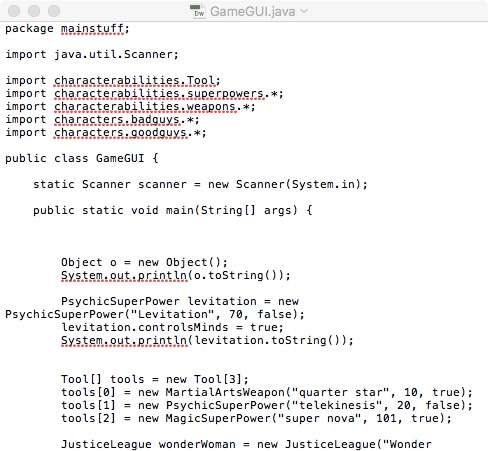 GameGUI.java
package mainstuff;
import java.util.Scanner;
import characterabilities.Tool;
import characterabilities.superpowers.*;
import characterabilities.weapons.*;
import characters.badguys.*;
import characters.goodguys.*;
public class GameGUI {
static Scanner scanner = new Scanner(System.in);
public static void main(String[] args) {
Object o = new Object();
System.out.println(o.toString());
PsychicSuperPower levitation = new
PsychicSuperPower("Levitation", 70, false);
levitation.controlsMinds = true;
System.out.println(levitation.toString());
Tool[] tools = new Tool[3];
tools[0] = new MartialArtsWeapon("quarter star", 10, true);
tools[1] = new PsychicSuperPower("telekinesis", 20, false);
tools[2] = new MagicSuperPower("super nova", 101, true);
JusticeLeague wonderWoman = new JusticeLeague("Wonder